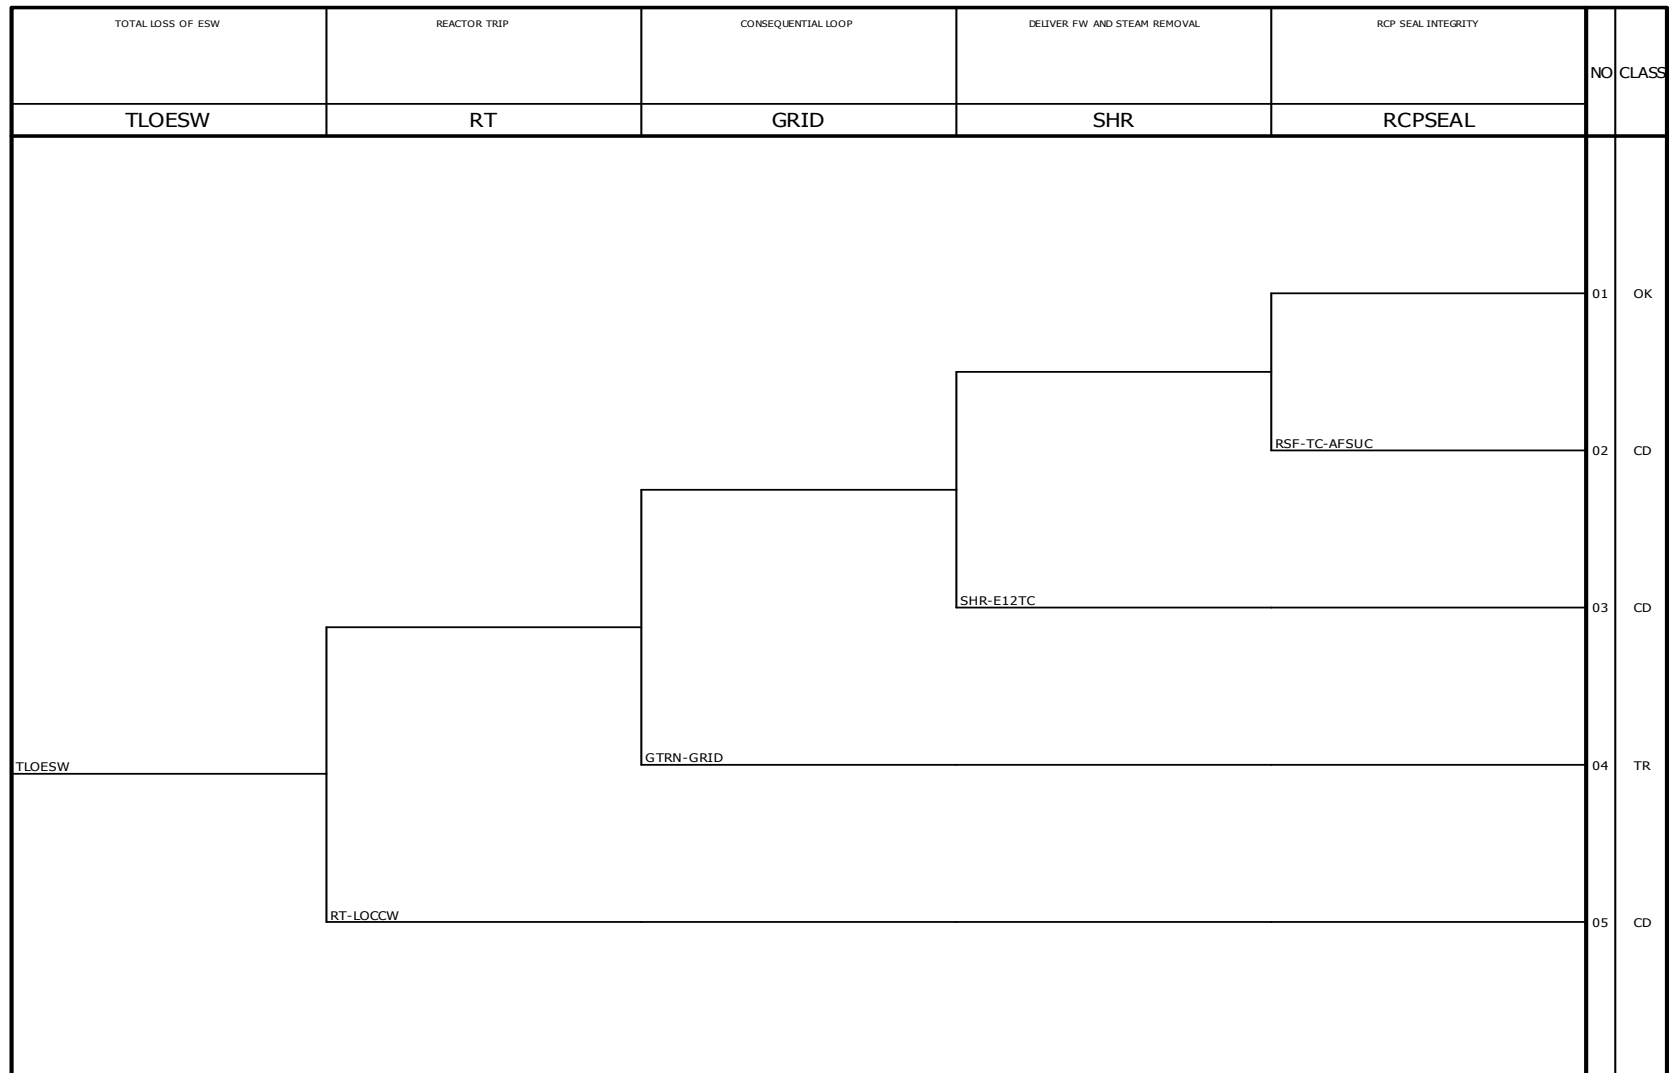 TOTAL LOSS OF ESW
REACTOR TRIP
CONSEQUENTIAL LOOP
DELIVER FW AND STEAM REMOVAL
RCP SEAL INTEGRITY
NO
CLASS
TLOESW
RT
GRID
SHR
RCPSEAL
01
OK
RSF-TC-AFSUC
02
CD
SHR-E12TC
03
CD
TLOESW
GTRN-GRID
04
TR
RT-LOCCW
05
CD